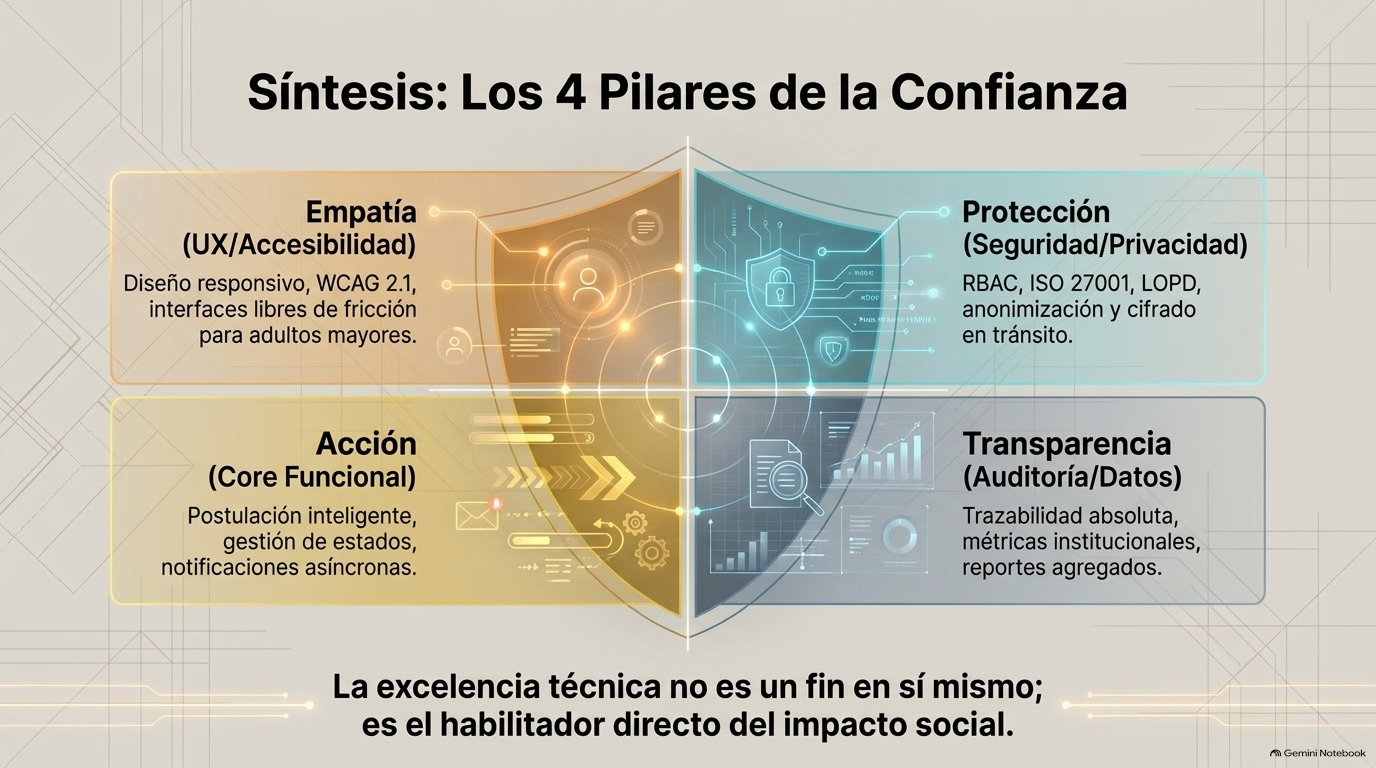 Síntesis: Los 4 Pilares de la Confianza
Empatía
(UX/Accesibilidad)
Diseño responsivo, WCAG 2.1,
interfaces libres de fricción
para adultos mayores.
Protección
(Seguridad/Privacidad)
RBAC, ISO 27001, LOPD,
anonimización y cifrado
en tránsito.
Acción
(Core Funcional)
Postulación inteligente,
gestión de estados,
notificaciones asíncronas.
Transparencia
(Auditoría/Datos)
Trazabilidad absoluta,
métricas institucionales,
reportes agregados.
La excelencia técnica no es un fin en sí mismo;
es el habilitador directo del impacto social.
Gemini Notebook